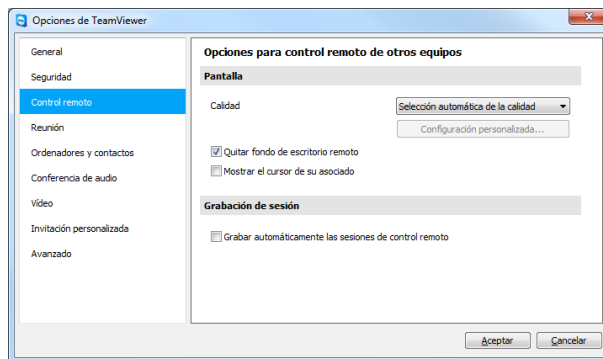 Opciones de TeamViewer
General
Seguridad
Control remoto
Reunión
Ordenadores y contactos
Conferencia de audio
Vídeo
Invitación personalizada
Avanzado
Opciones para control remoto de otros equipos
Pantalla
Calidad
Selección automática de la calidad
Configuración personalizada...
Quitar fondo de escritorio remoto
Mostrar el cursor de su asociado
Grabación de sesión
Grabar automáticamente las sesiones de control remoto
Aceptar
Cancelar